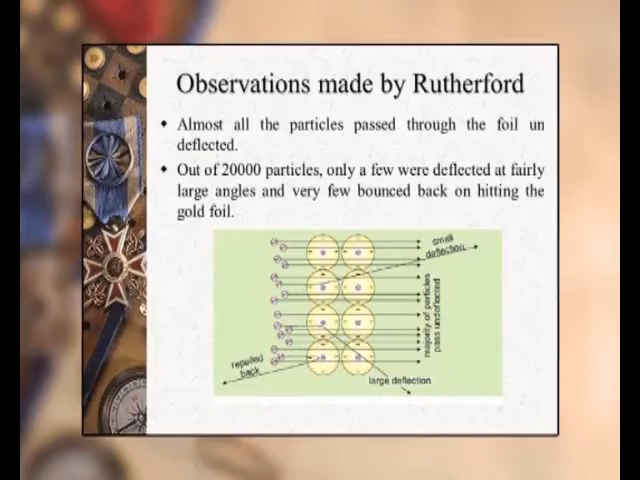 Observations made by Rutherford
Almost all the particles passed through the foil un
deflected.
Out of 20000 particles, only a few were deflected at fairly
large angles and very few bounced back on hitting the
gold foil.
small
deflection
majority of particles
pass undeflected
repelled
back
large deflection